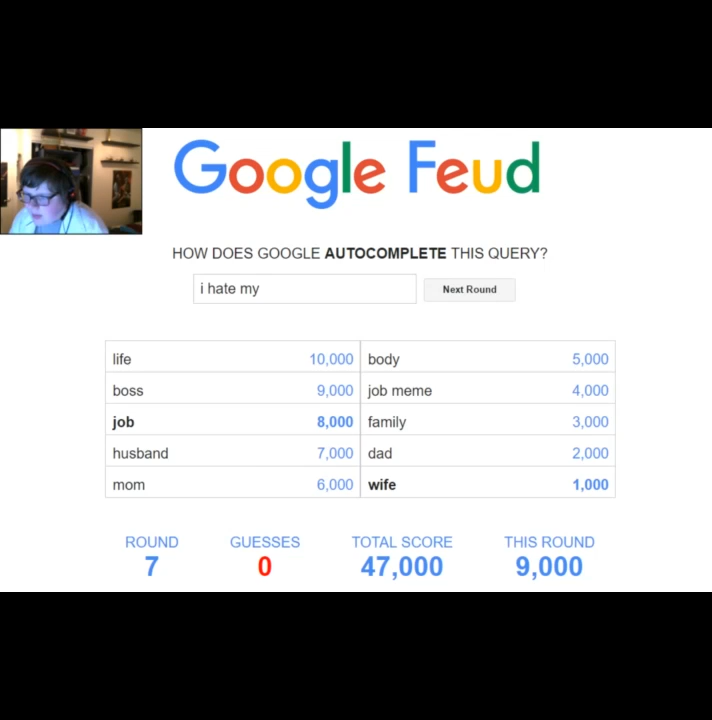 Google Feud
HOW DOES GOOGLE AUTOCOMPLETE THIS QUERY?
i hate my
Next Round
life 10,000 body 5,000
boss 9,000 job meme 4,000
job 8,000 family 3,000
husband 7,000 dad 2,000
mom 6,000 wife 1,000
ROUND GUESSES TOTAL SCORE THIS ROUND
7 0 47,000 9,000